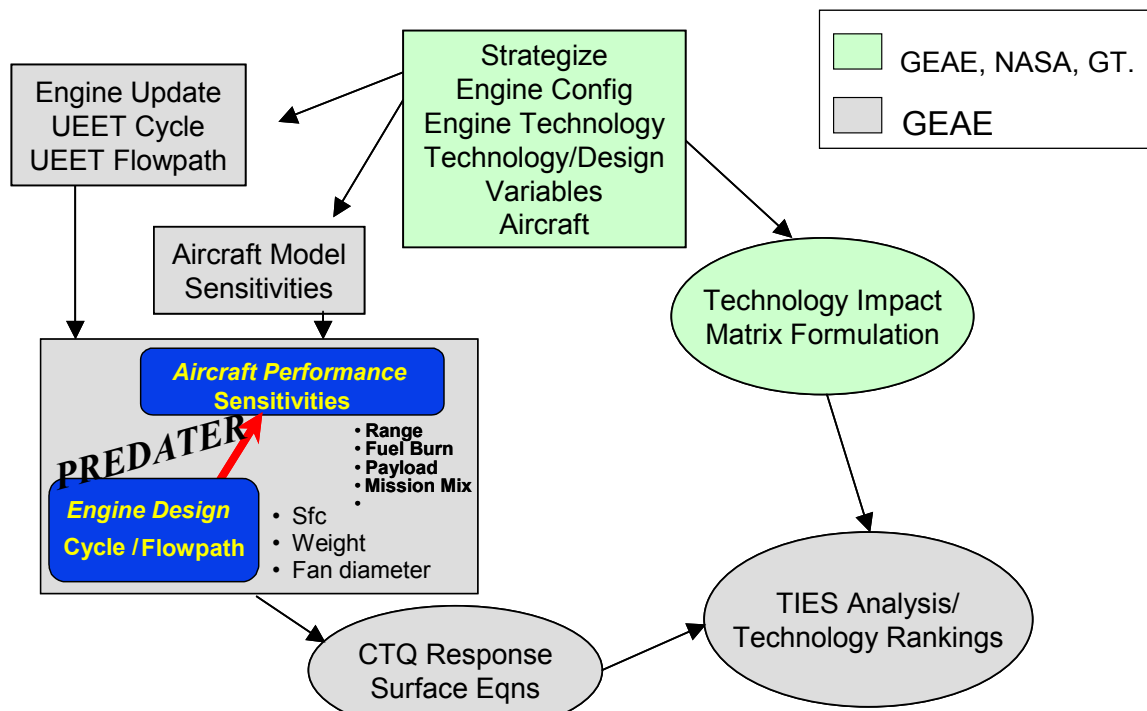 Strategize
Engine Config
Engine Technology
Technology/Design
Variables
Aircraft
GEAE, NASA, GT.
GEAE
Engine Update
UEET Cycle
UEET Flowpath
Aircraft Model
Sensitivities
Technology Impact
Matrix Formulation
Aircraft Performance
Sensitivities
PREDATER
• Range
• Fuel Burn
• Payload
• Mission Mix
•
Engine Design
Cycle / Flowpath
• Sfc
• Weight
• Fan diameter
CTQ Response
Surface Eqns
TIES Analysis/
Technology Rankings